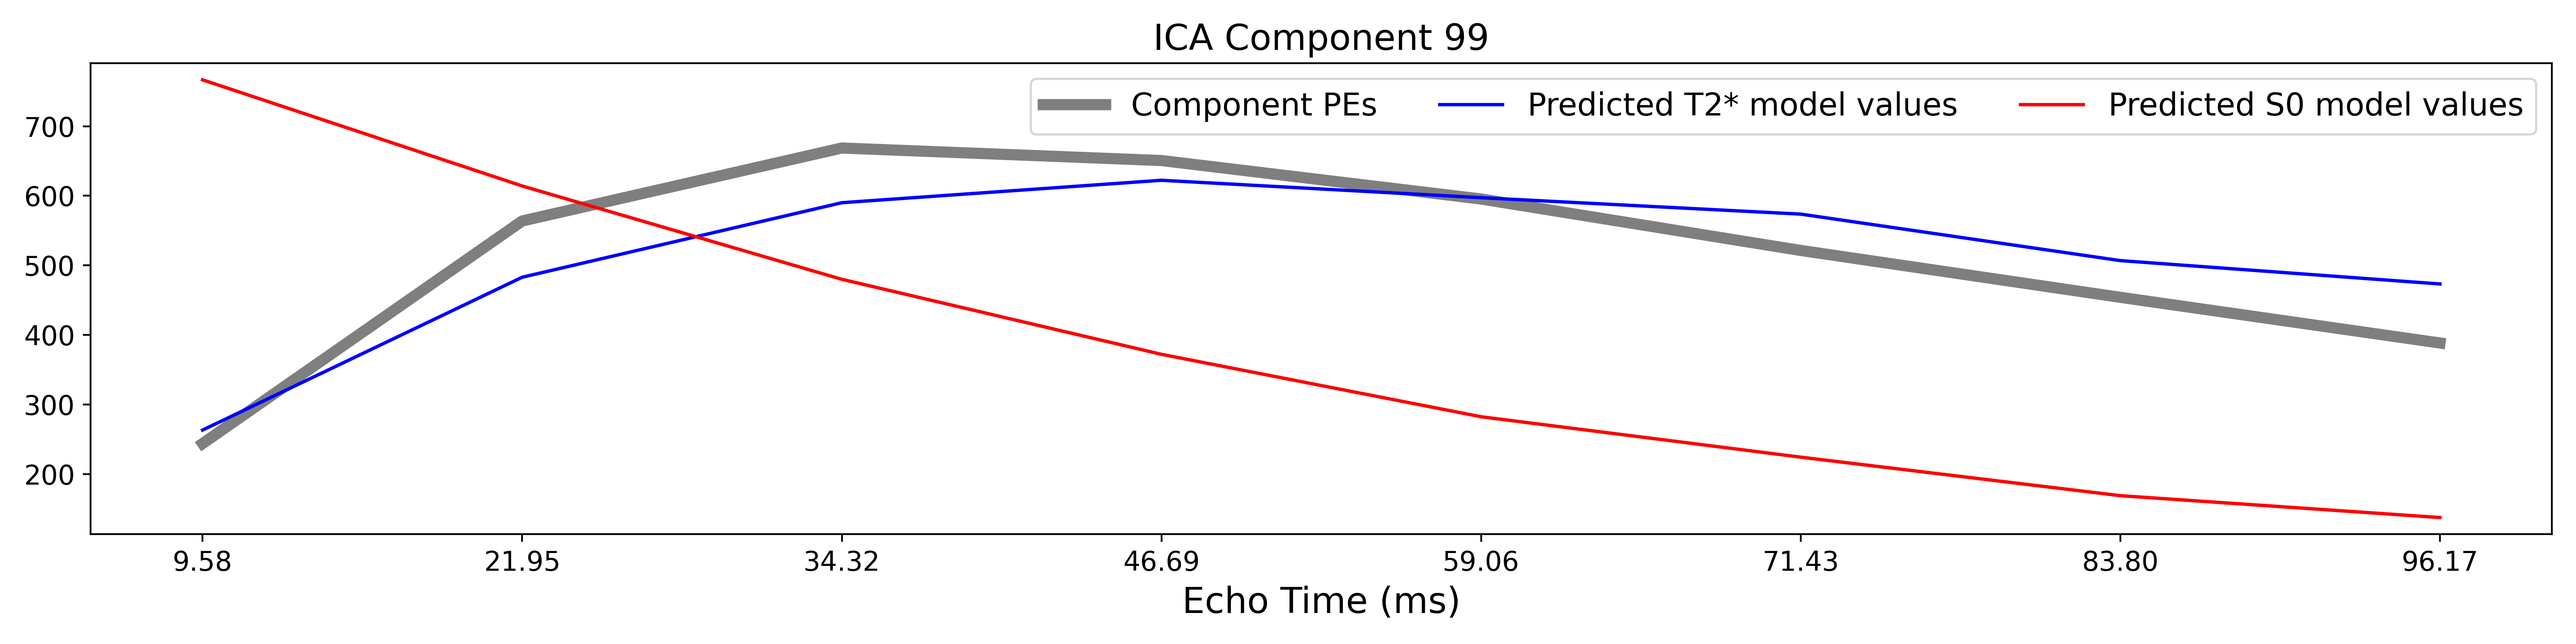 ICA Component 99
Component PEs Predicted T2* model values Predicted S0 model values
700
600
500
400
300
200
9.58 21.95 34.32 46.69 59.06 71.43 83.80 96.17
Echo Time (ms)